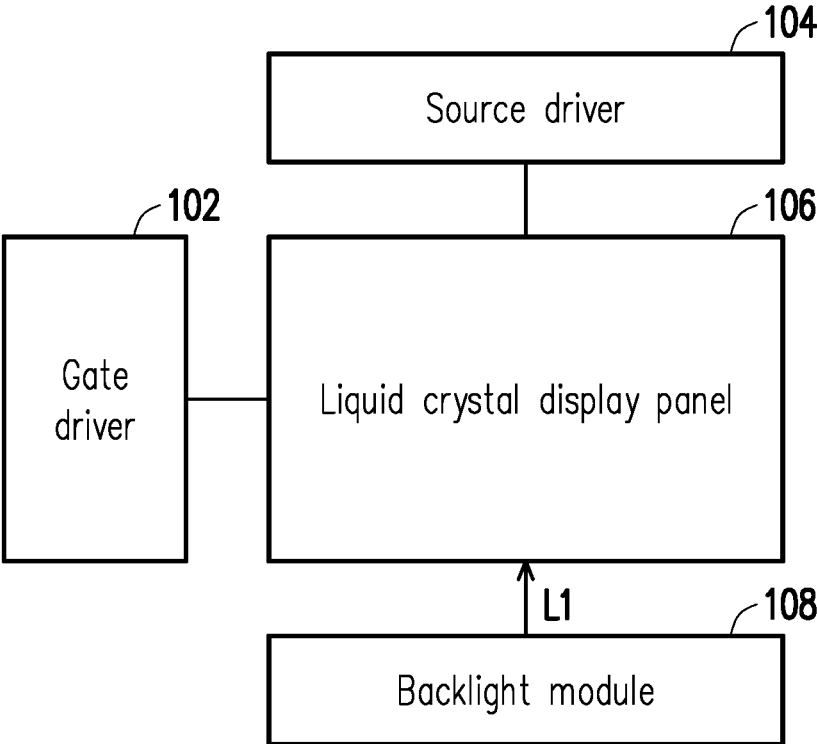 104
Source driver
102
106
Gate
driver
Liquid crystal display panel
L1
108
Backlight module